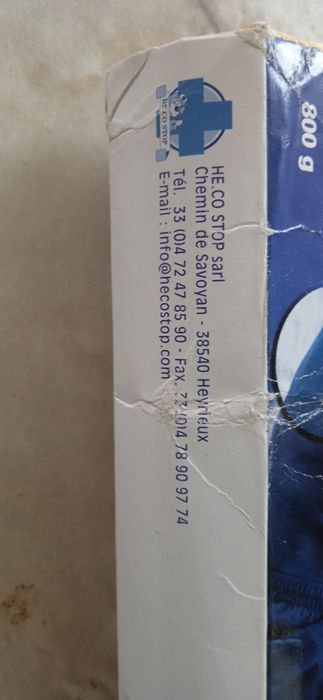 HE.CO STOP
HE.CO STOP sarl
Chemin de Savoyan - 38540 Heyrieux
Tél. 33 (0)4 72 47 85 90 - Fax. 33 (0)4 78 90 97 74
E-mail : info@hecostop.com
800 g